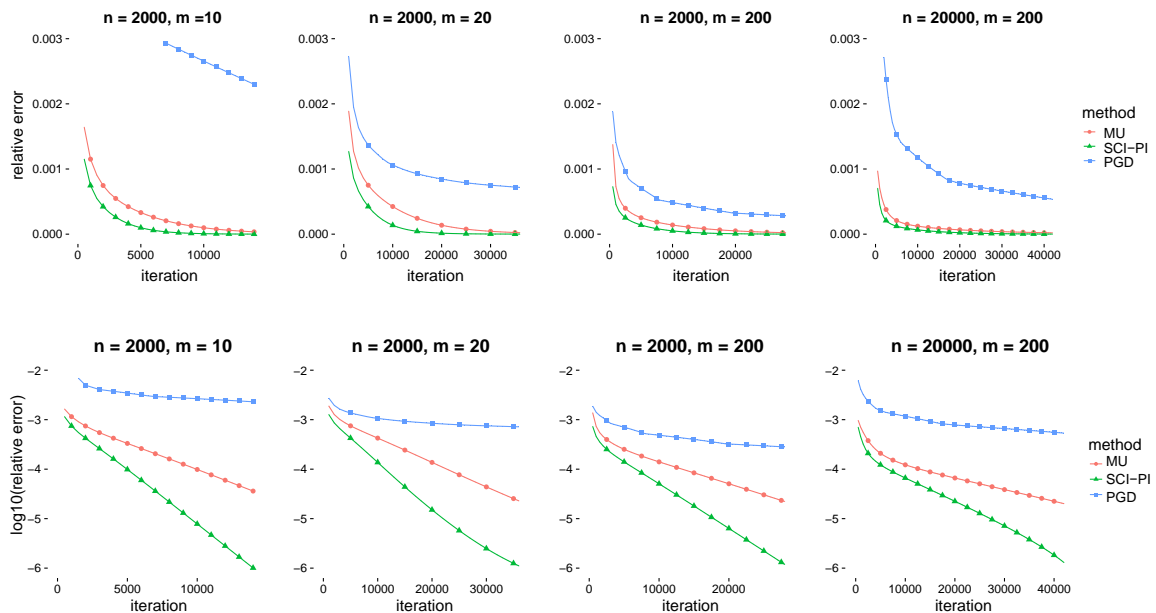 n = 2000, m =10
n = 2000, m = 20
n = 2000, m = 200
n = 20000, m = 200
relative error
0.003
0.002
0.001
0.000
0
5000
10000
iteration
0.003
0.002
0.001
0.000
0
10000
20000
30000
iteration
0.003
0.002
0.001
0.000
0
10000
20000
iteration
0.003
0.002
0.001
0.000
0
10000
20000
30000
40000
iteration
method
MU
SCI−PI
PGD
n = 2000, m = 10
n = 2000, m = 20
n = 2000, m = 200
n = 20000, m = 200
log10(relative error)
−2
−3
−4
−5
−6
0
5000
10000
iteration
−2
−3
−4
−5
−6
0
10000
20000
30000
iteration
−2
−3
−4
−5
−6
0
10000
20000
iteration
−2
−3
−4
−5
−6
0
10000
20000
30000
40000
iteration
method
MU
SCI−PI
PGD